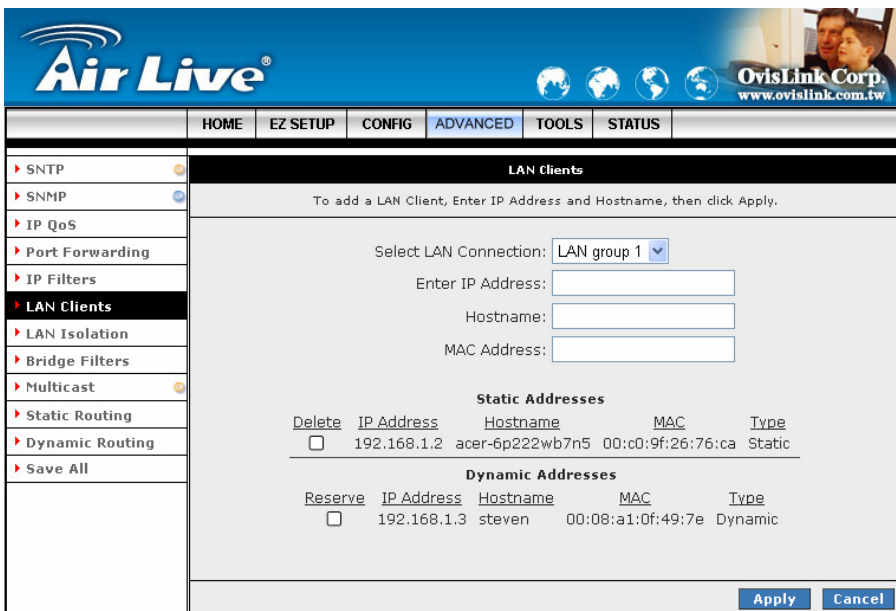 Air Live®
OvisLink Corp.
www.ovislink.com.tw
HOME EZ SETUP CONFIG ADVANCED TOOLS STATUS
SNTP
SNMP
IP QoS
Port Forwarding
IP Filters
LAN Clients
LAN Isolation
Bridge Filters
Multicast
Static Routing
Dynamic Routing
Save All
LAN Clients
To add a LAN Client, Enter IP Address and Hostname, then click Apply.
Select LAN Connection: LAN group 1
Enter IP Address:
Hostname:
MAC Address:
Static Addresses
Delete IP Address Hostname MAC Type
192.168.1.2 acer-6p222wb7n5 00:c0:9f:26:76:ca Static
Dynamic Addresses
Reserve IP Address Hostname MAC Type
192.168.1.3 steven 00:08:a1:0f:49:7e Dynamic
Apply Cancel